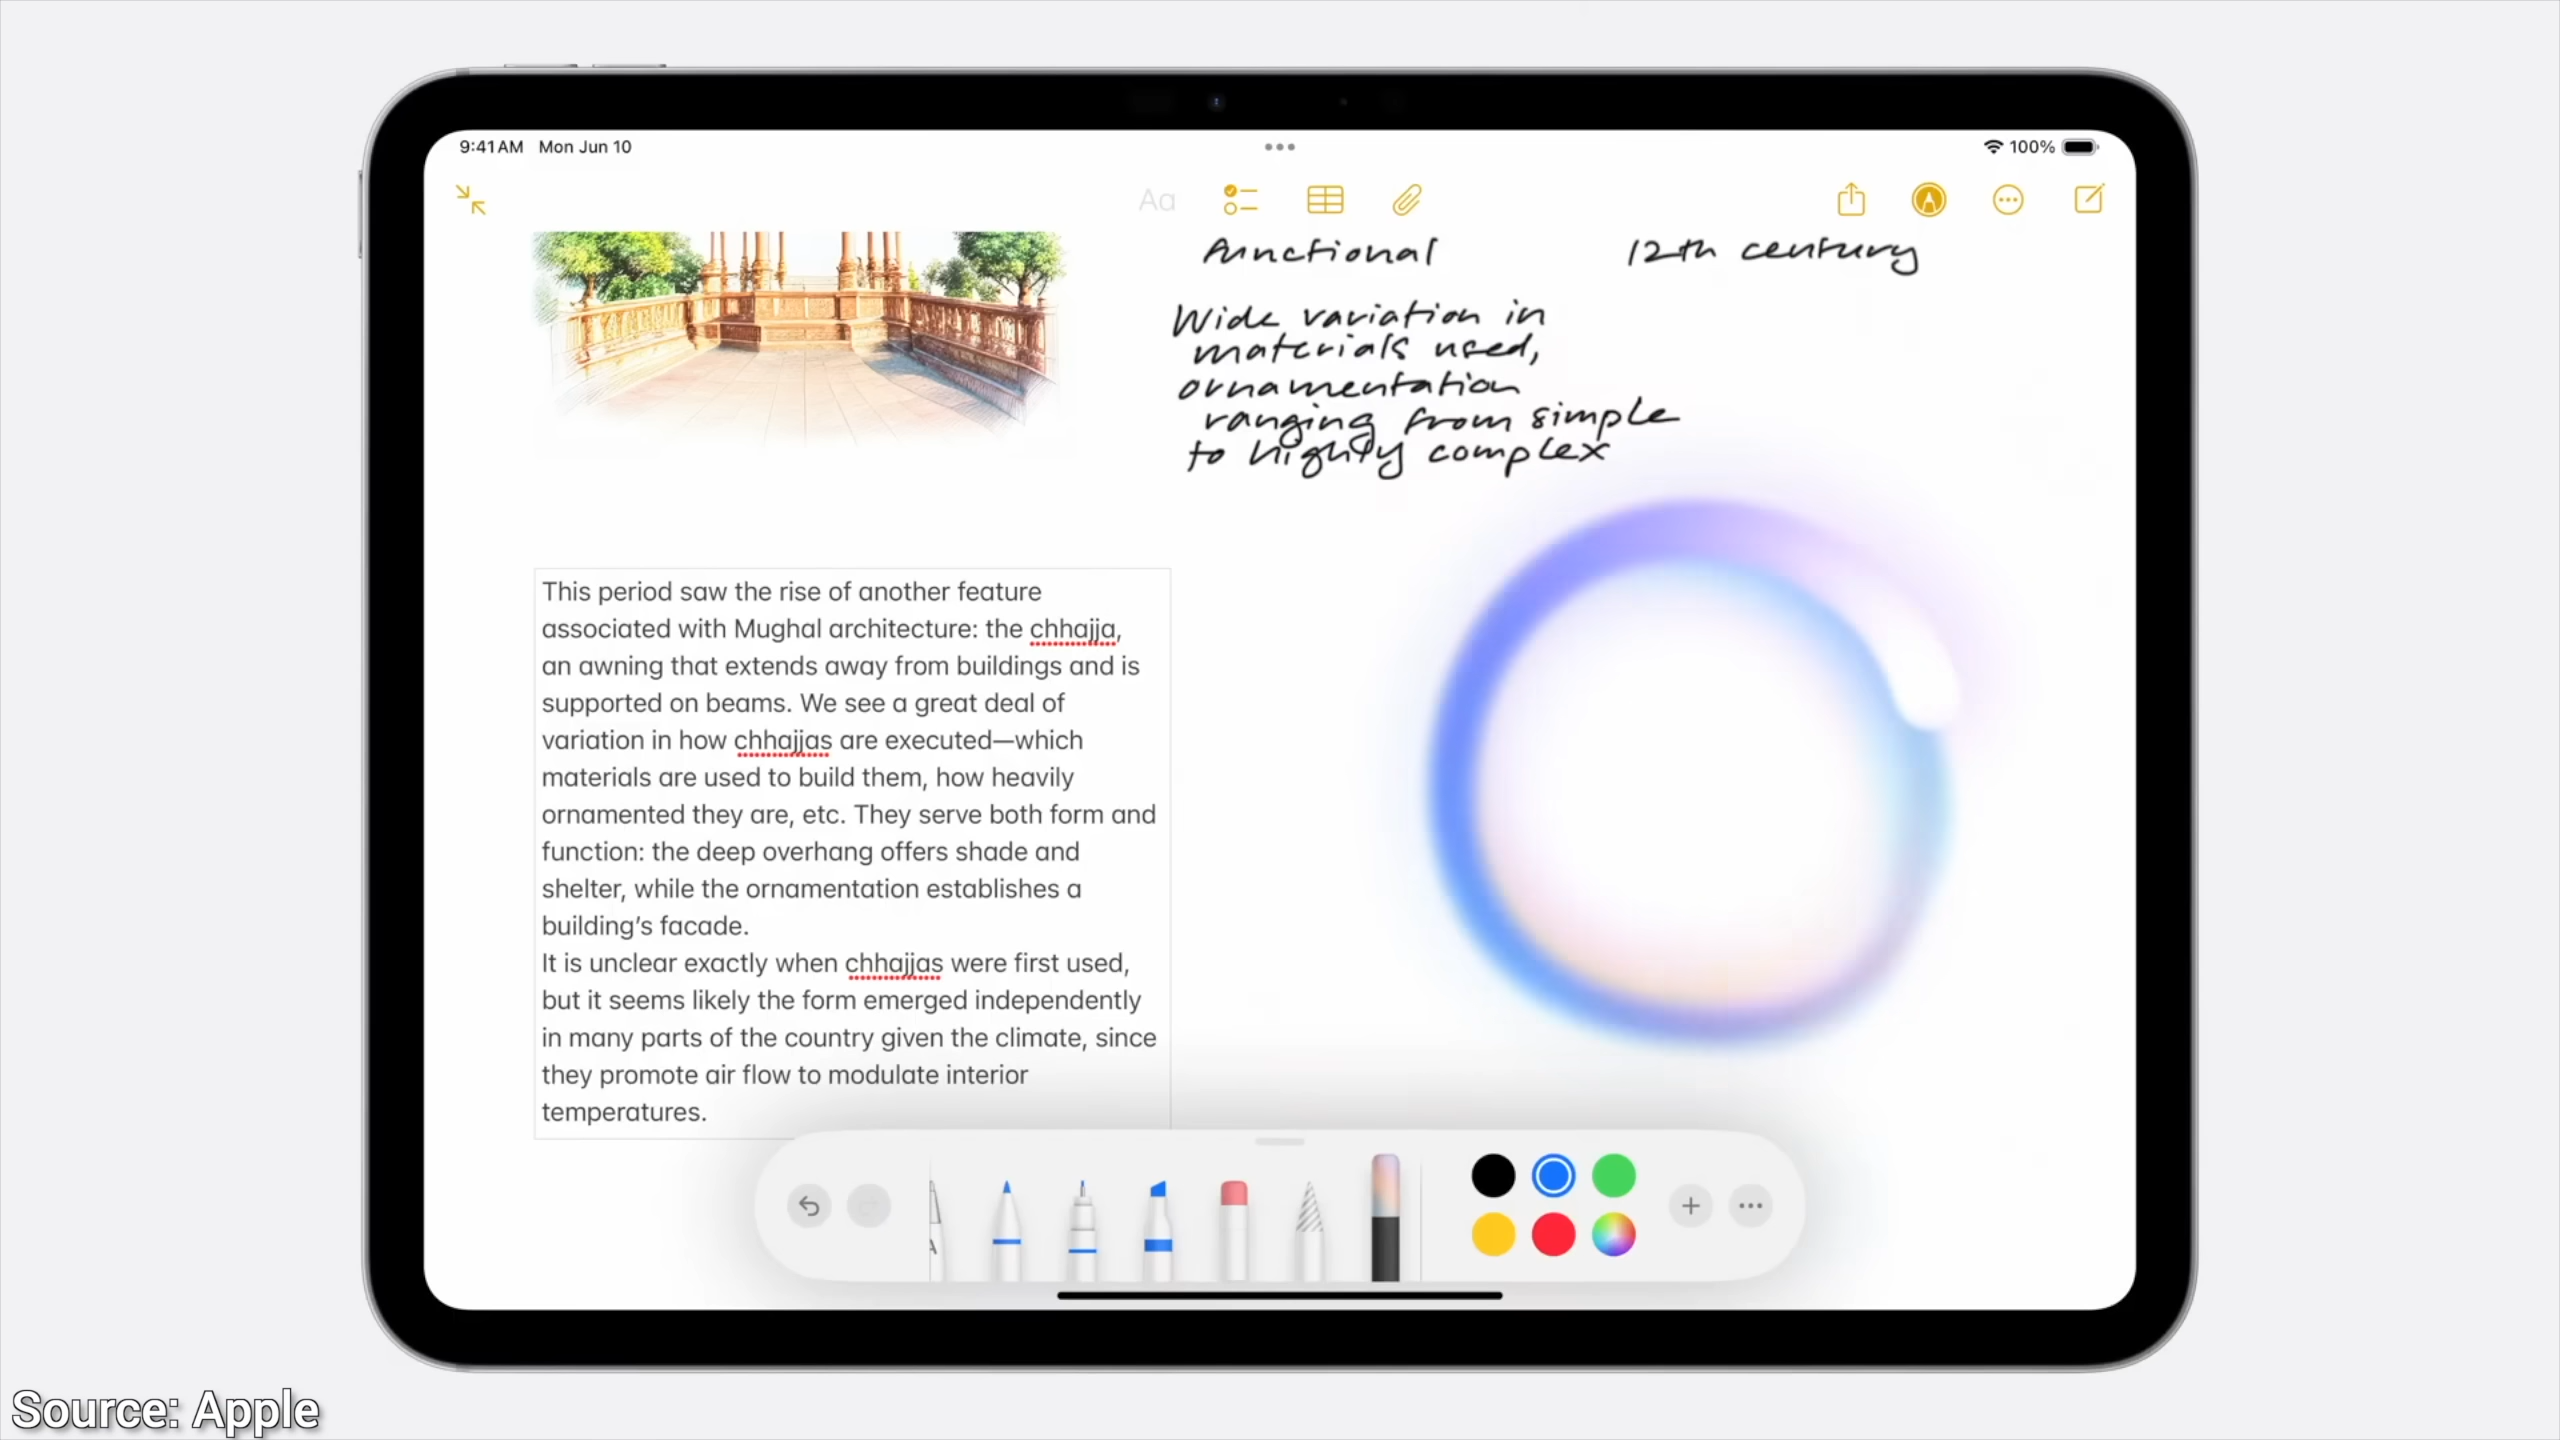 9:41 AM Mon Jun 10
100%
Aa
functional
12th century
Wide variation in
materials used,
ornamentation
ranging from simple
to highly complex
This period saw the rise of another feature
associated with Mughal architecture: the chhajja,
an awning that extends away from buildings and is
supported on beams. We see a great deal of
variation in how chhajjas are executed—which
materials are used to build them, how heavily
ornamented they are, etc. They serve both form and
function: the deep overhang offers shade and
shelter, while the ornamentation establishes a
building’s facade.
It is unclear exactly when chhajjas were first used,
but it seems likely the form emerged independently
in many parts of the country given the climate, since
they promote air flow to modulate interior
temperatures.
A
Source: Apple